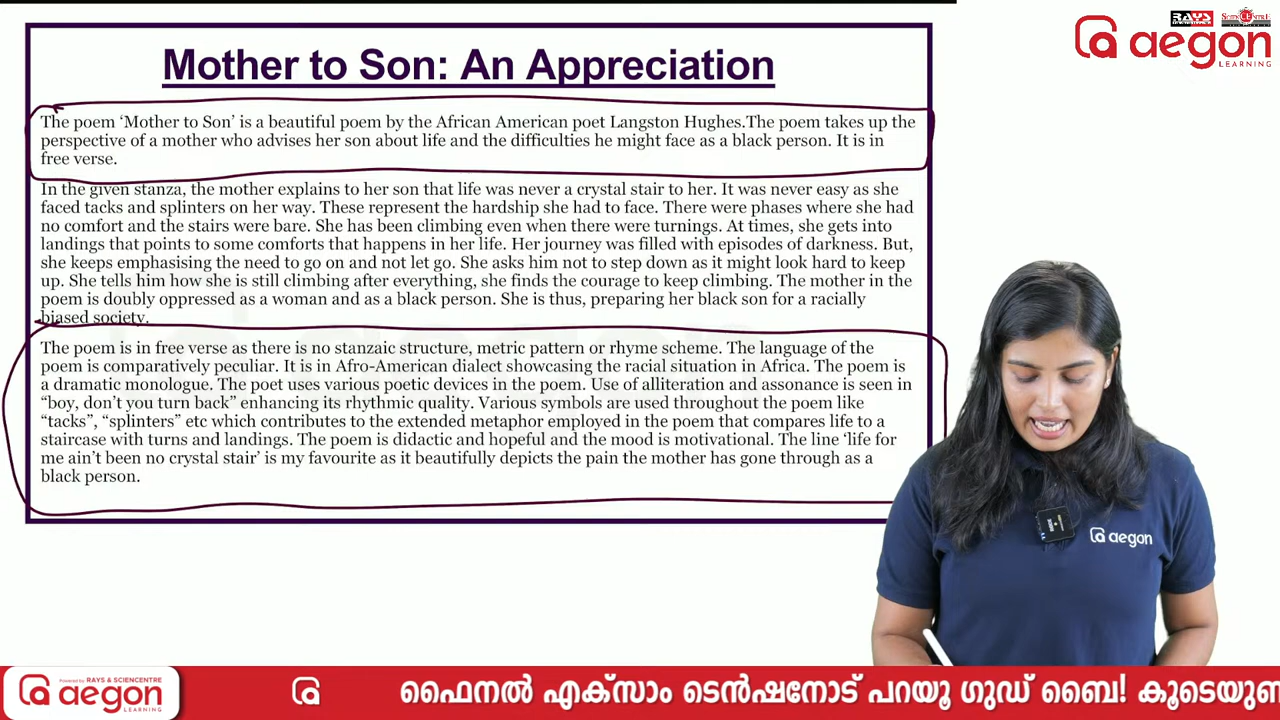 RAYS
SCIENCENTRE
aegon
LEARNING
Mother to Son: An Appreciation
The poem ‘Mother to Son’ is a beautiful poem by the African American poet Langston Hughes.The poem takes up the
perspective of a mother who advises her son about life and the difficulties he might face as a black person. It is in
free verse.
In the given stanza, the mother explains to her son that life was never a crystal stair to her. It was never easy as she
faced tacks and splinters on her way. These represent the hardship she had to face. There were phases where she had
no comfort and the stairs were bare. She has been climbing even when there were turnings. At times, she gets into
landings that points to some comforts that happens in her life. Her journey was filled with episodes of darkness. But,
she keeps emphasising the need to go on and not let go. She asks him not to step down as it might look hard to keep
up. She tells him how she is still climbing after everything, she finds the courage to keep climbing. The mother in the
poem is doubly oppressed as a woman and as a black person. She is thus, preparing her black son for a racially
biased society.
The poem is in free verse as there is no stanzaic structure, metric pattern or rhyme scheme. The language of the
poem is comparatively peculiar. It is in Afro-American dialect showcasing the racial situation in Africa. The poem is
a dramatic monologue. The poet uses various poetic devices in the poem. Use of alliteration and assonance is seen in
“boy, don’t you turn back” enhancing its rhythmic quality. Various symbols are used throughout the poem like
“tacks”, “splinters” etc which contributes to the extended metaphor employed in the poem that compares life to a
staircase with turns and landings. The poem is didactic and hopeful and the mood is motivational. The line ‘life for
me ain’t been no crystal stair’ is my favourite as it beautifully depicts the pain the mother has gone through as a
black person.
aegon
Powered by RAYS & SCIENCENTRE
aegon
LEARNING
ഫൈനൽ എക്സാം ടെൻഷനോട് പറയൂ ഗുഡ് ബൈ! കൂടെയുണ